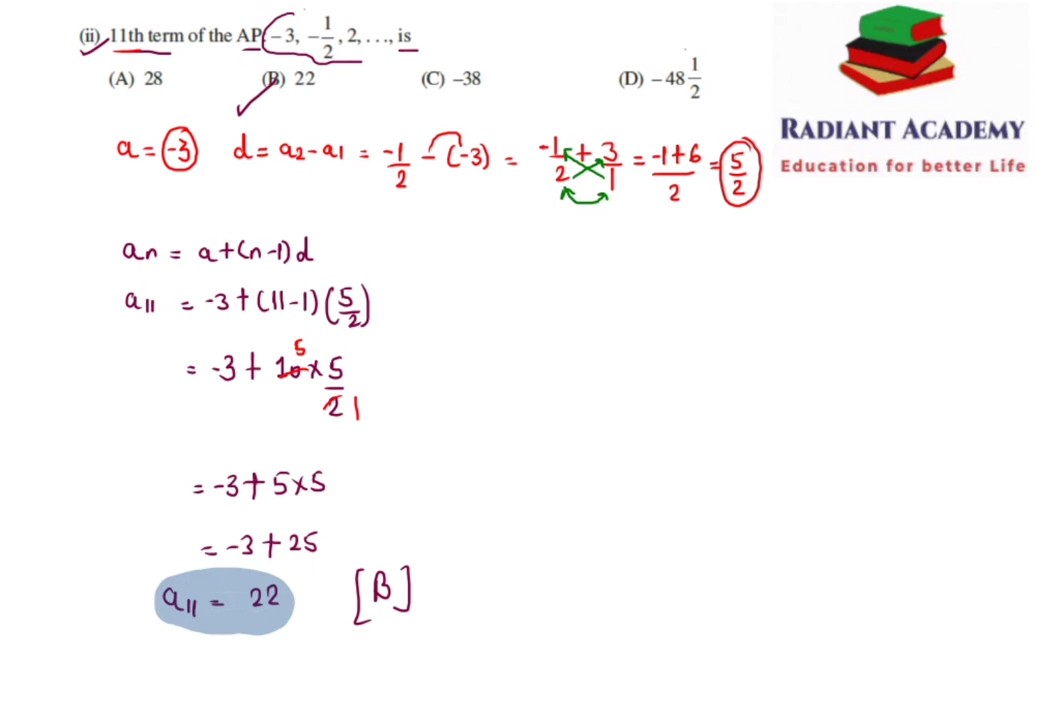 (ii) 11th term of the AP: – 3, –1/2, 2, . . ., is
(A) 28 (B) 22 (C) –38 (D) –48 1/2
RADIANT ACADEMY
Education for better Life
a = -3 d = a2 - a1 = -1/2 - (-3) = -1/2 + 3/1 = -1+6/2 = 5/2
an = a+(n-1)d
a11 = -3+(11-1)(5/2)
5
= -3 + 10 × 5/2 1
= -3+ 5×5
= -3+25
a11 = 22 [B]